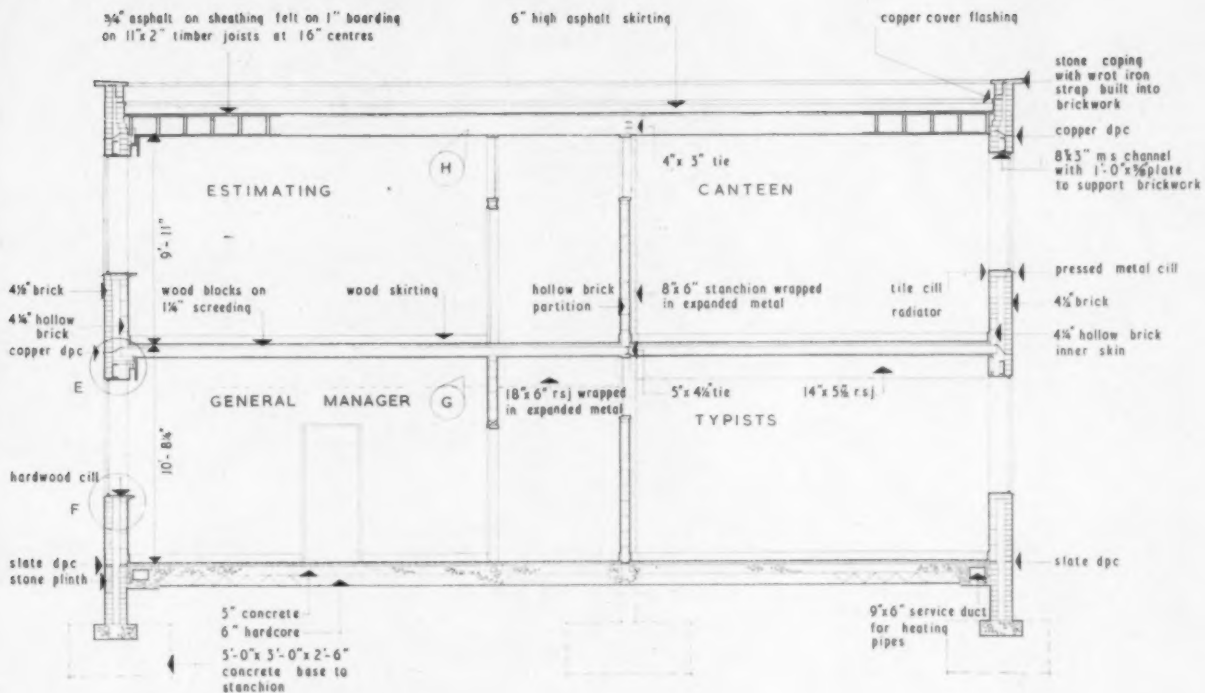 ¾" asphalt on sheathing felt on 1" boarding
on 11"x 2" timber joists at 16" centres
6" high asphalt skirting
copper cover flashing
stone coping
with wrot iron
strap built into
brickwork
copper dpc
8"x3" m s channel
with 1'-0"x⅝"plate
to support brickwork
H
4"x 3" tie
ESTIMATING
CANTEEN
9'- 11"
4½" brick
4¼" hollow
brick
copper dpc
wood blocks on
1¼" screeding
wood skirting
hollow brick
partition
8"x 6" stanchion wrapped
in expanded metal
tile cill
radiator
pressed metal cill
4½" brick
4¼" hollow brick
inner skin
E
GENERAL MANAGER
G
18"x 6" rsj wrapped
in expanded metal
5"x 4½" tie
14"x 5½ rsj
TYPISTS
10'- 8¼"
hardwood cill
F
slate dpc
stone plinth
slate dpc
5" concrete
6" hardcore
5'-0"x 3'-0"x 2'-6"
concrete base to
stanchion
9"x6" service duct
for heating
pipes